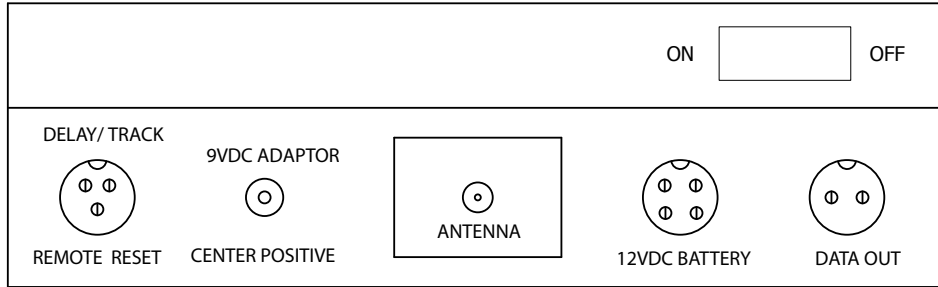 ON OFF
DELAY/ TRACK
9VDC ADAPTOR
ANTENNA
REMOTE RESET
CENTER POSITIVE
12VDC BATTERY
DATA OUT